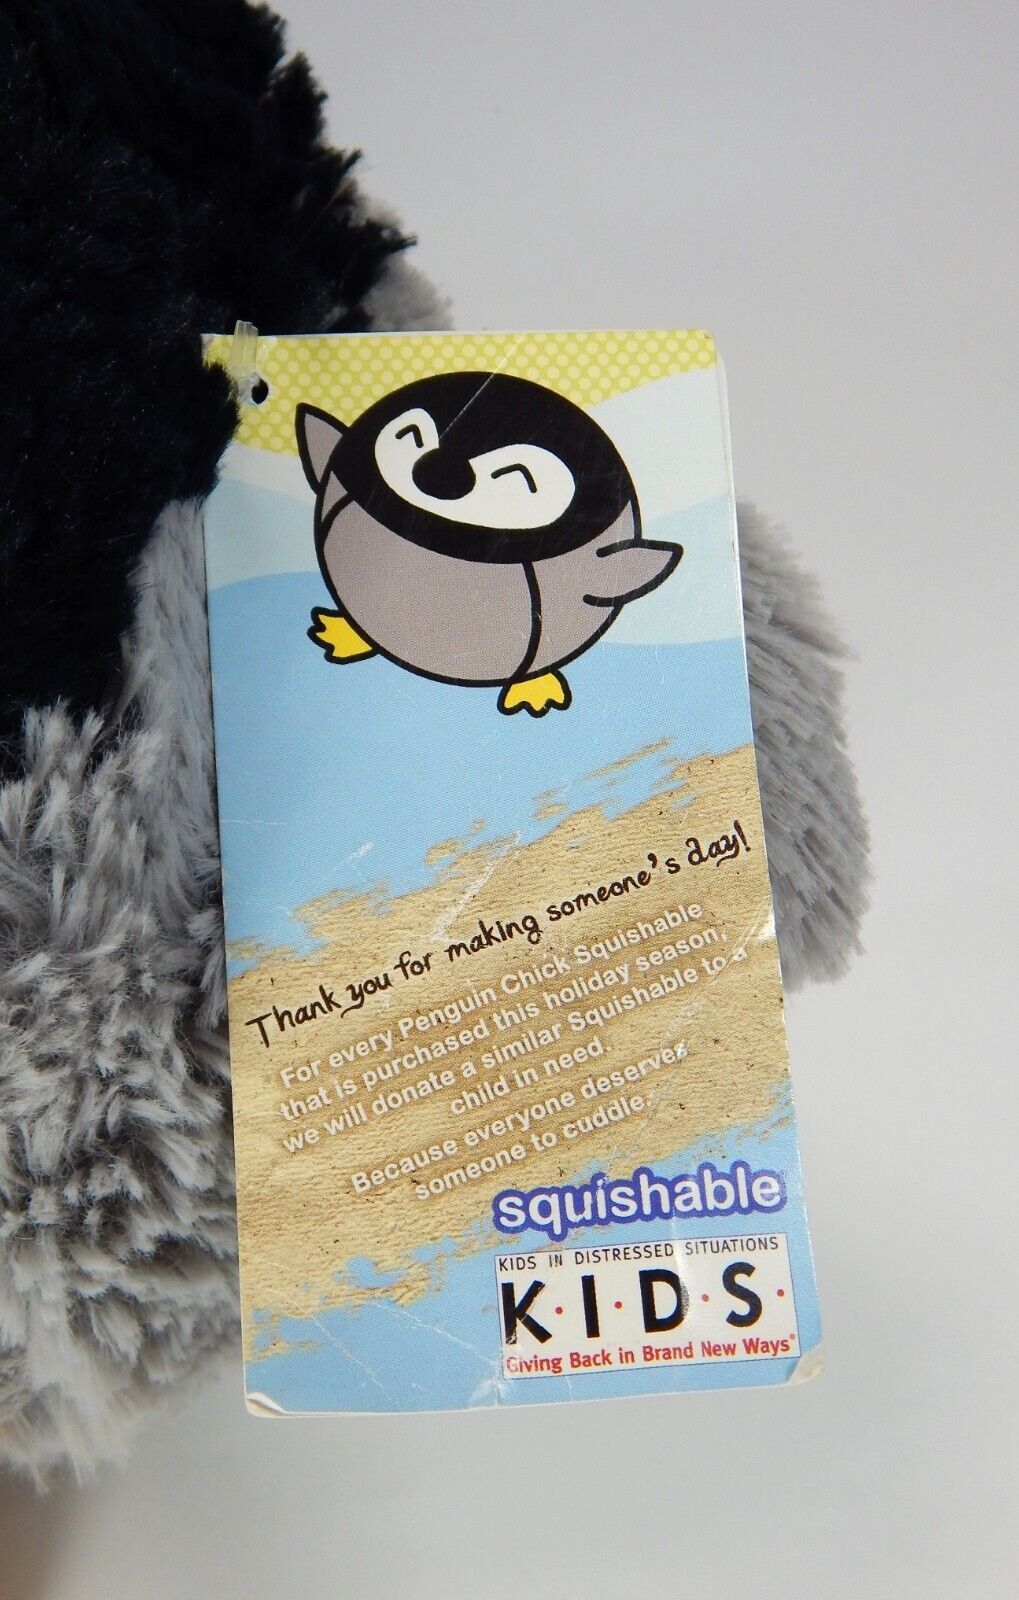 Thank you for making someone's day!
For every Penguin Chick Squishable
that is purchased this holiday season,
we will donate a similar Squishable to a
child in need.
Because everyone deserves
someone to cuddle.
squishable
KIDS IN DISTRESSED SITUATIONS
K·I·D·S·
Giving Back in Brand New Ways®